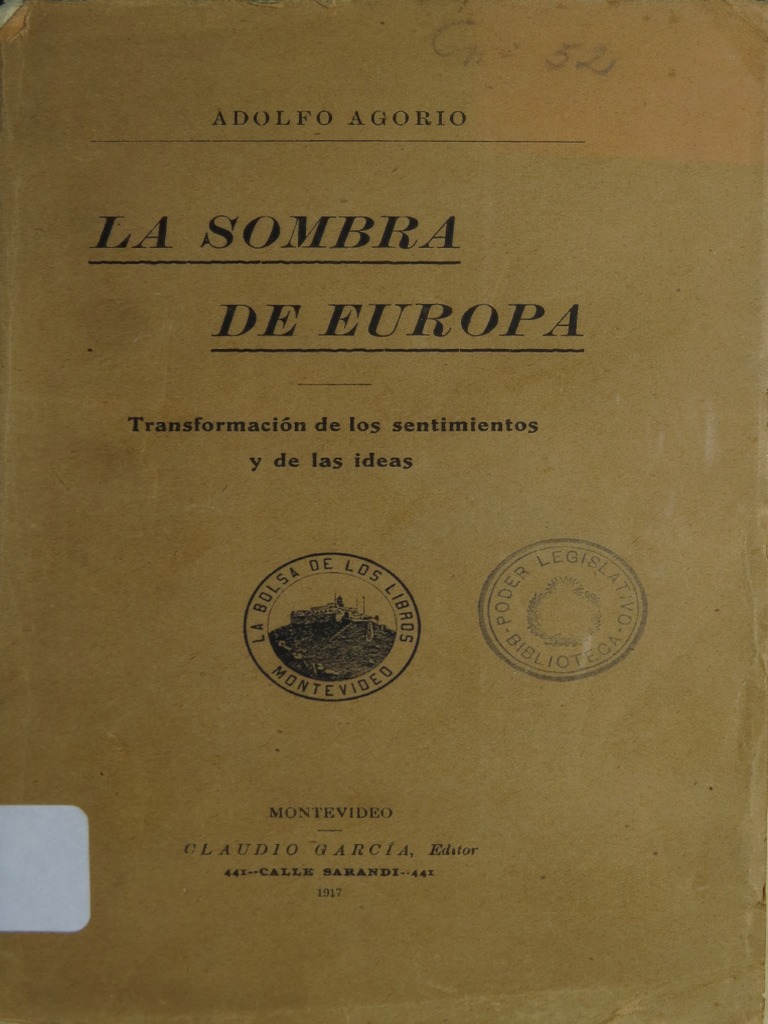 52
ADOLFO AGORIO
LA SOMBRA
DE EUROPA
Transformación de los sentimientos
y de las ideas
LA BOLSA DE LOS LIBROS
MONTEVIDEO
PODER LEGISLATIVO
BIBLIOTECA
MONTEVIDEO
CLAUDIO GARCÍA, Editor
441--CALLE SARANDI--441
1917